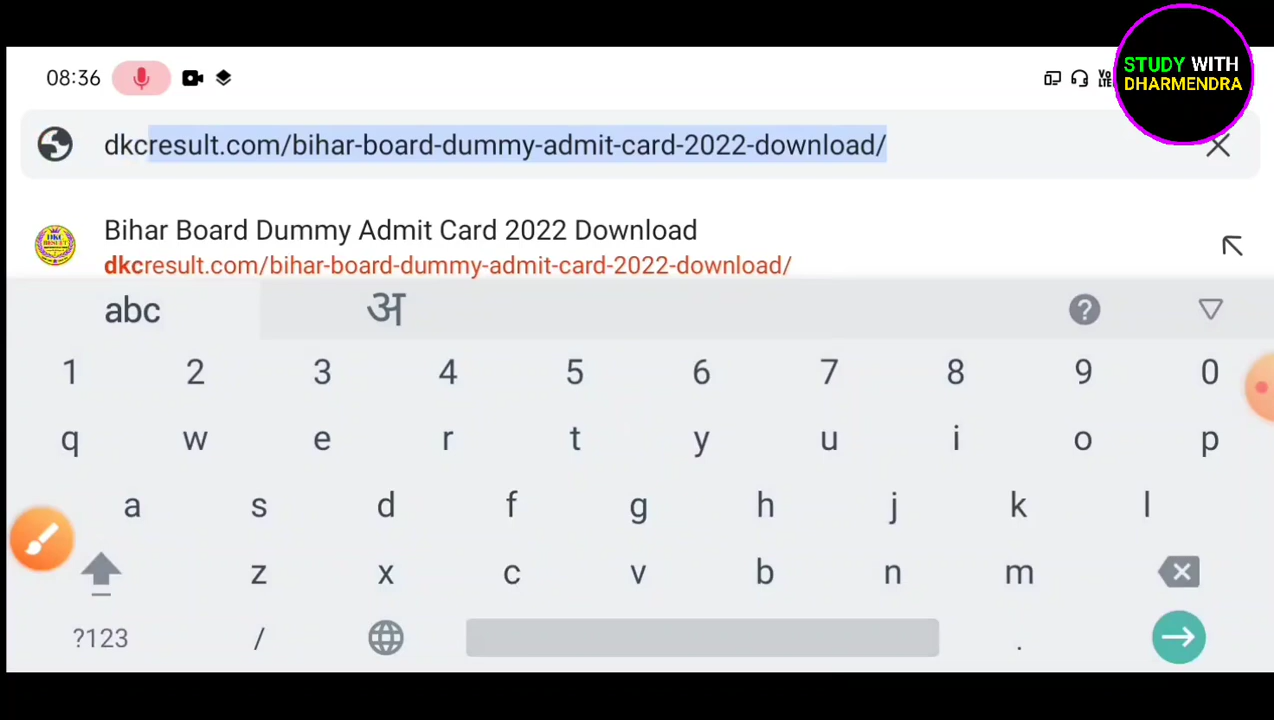 08:36
Vo
LTE
STUDY WITH
DHARMENDRA
dkcresult.com/bihar-board-dummy-admit-card-2022-download/
Bihar Board Dummy Admit Card 2022 Download
dkcresult.com/bihar-board-dummy-admit-card-2022-download/
abc अ ?
1 2 3 4 5 6 7 8 9 0
q w e r t y u i o p
a s d f g h j k l
z x c v b n m
?123 / .